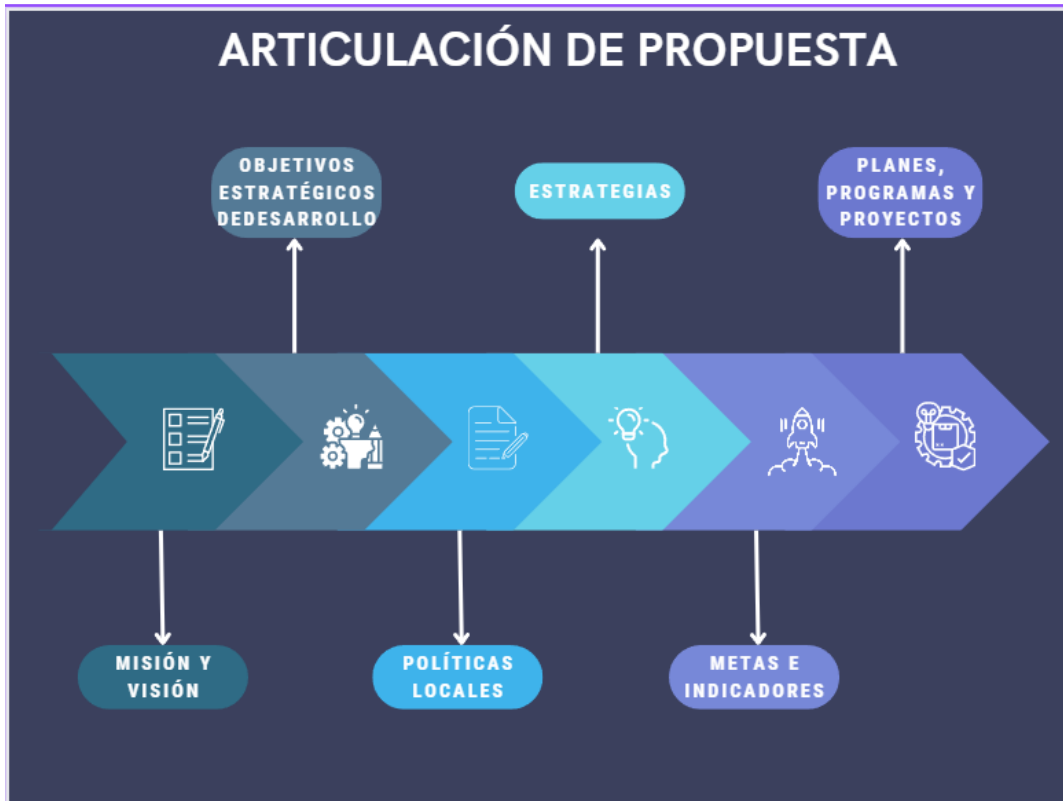 ARTICULACIÓN DE PROPUESTA
OBJETIVOS
ESTRATÉGICOS
DEDESARROLLO
ESTRATEGIAS
PLANES,
PROGRAMAS Y
PROYECTOS
MISIÓN Y
VISIÓN
POLÍTICAS
LOCALES
METAS E
INDICADORES